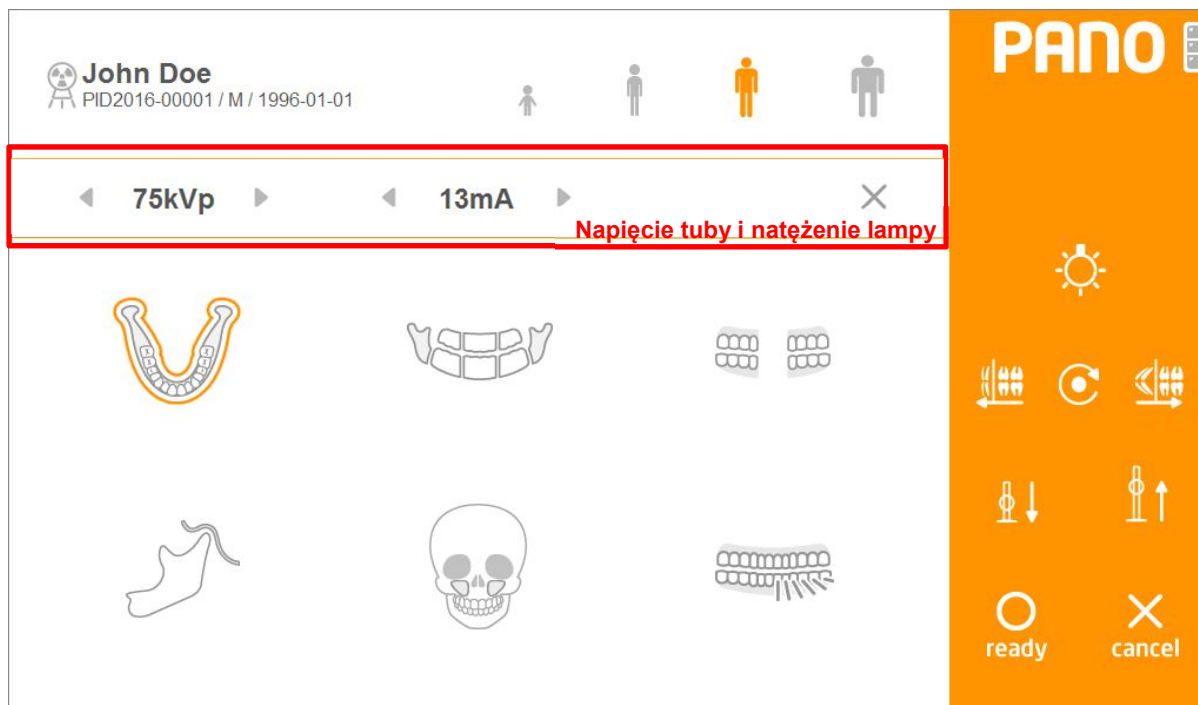 PANO
John Doe
PID2016-00001 / M / 1996-01-01
75kVp
13mA
Napięcie tuby i natężenie lampy
ready
cancel